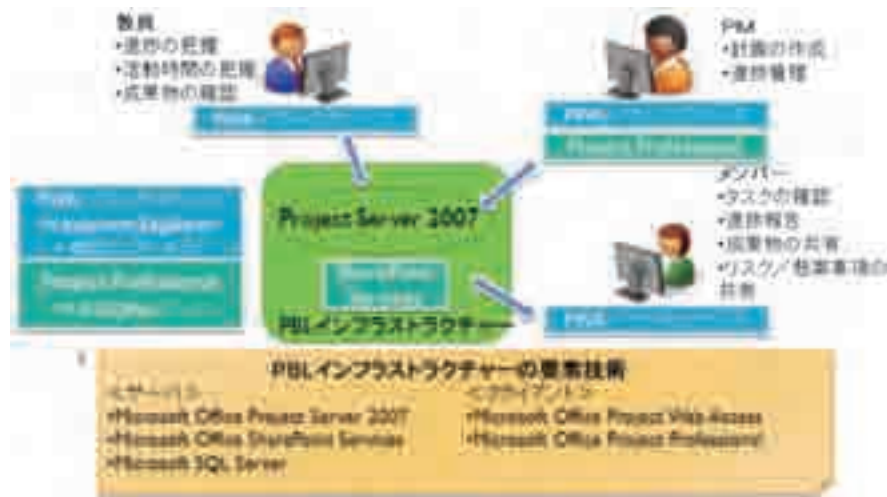 教員
•進捗の把握
•活動時間の把握
•成果物の確認
PM
•計画の作成
•進捗管理
Project Professional
メンバー
•タスクの確認
•進捗報告
•成果物の共有
•リスク／懸案事項の
共有
Project Server 2007
SharePoint
Services
PBLインフラストラクチャー
Project Professional
PBLインフラストラクチャーの要素技術
＜サーバ＞
•Microsoft Office Project Server 2007
•Microsoft Office SharePoint Services
•Microsoft SQL Server
＜クライアント＞
•Microsoft Office Project Web Access
•Microsoft Office Project Professional